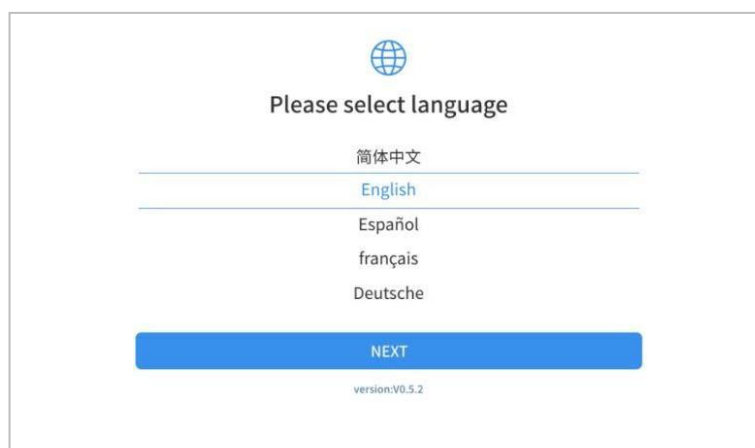 Please select language
简体中文
English
Español
français
Deutsche
NEXT
version:V0.5.2